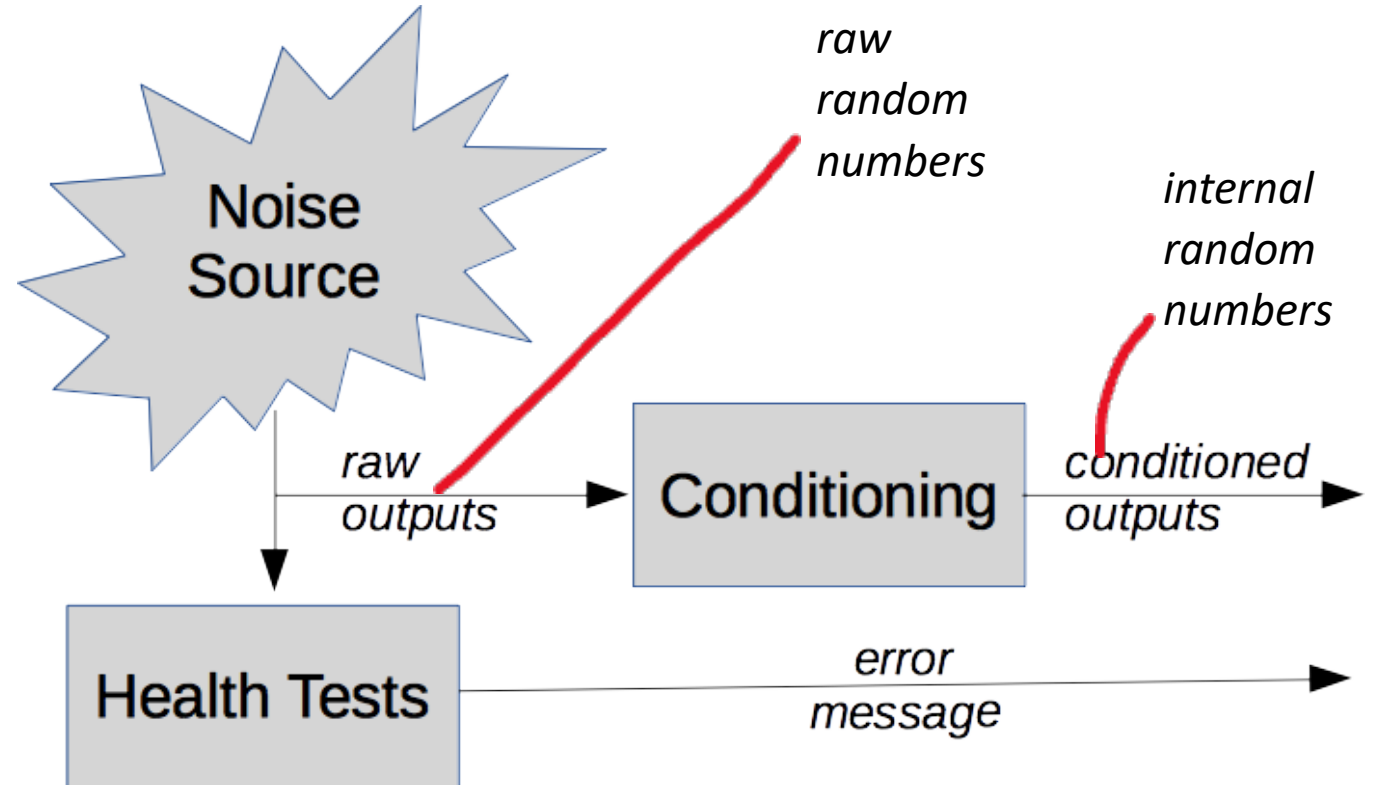 raw
random
numbers
internal
random
numbers
Noise
Source
raw
outputs
Conditioning
conditioned
outputs
Health Tests
error
message